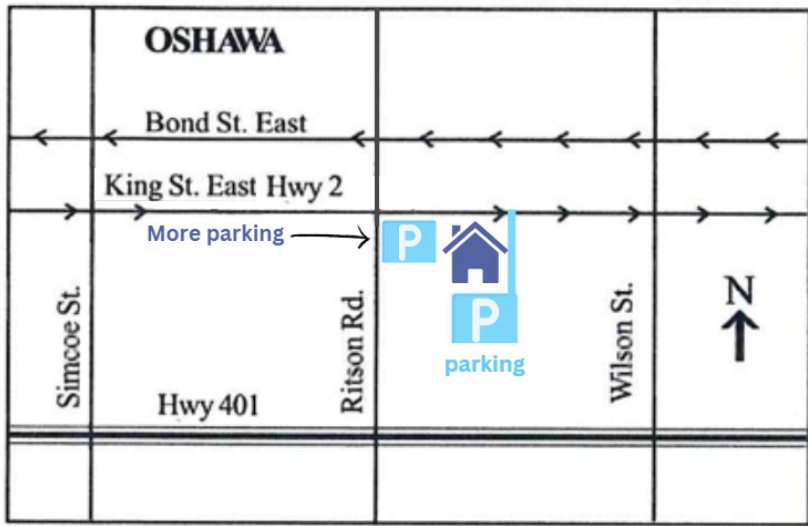 OSHAWA
Bond St. East
King St. East Hwy 2
More parking
P
P
parking
Simcoe St.
Ritson Rd.
Wilson St.
N
Hwy 401